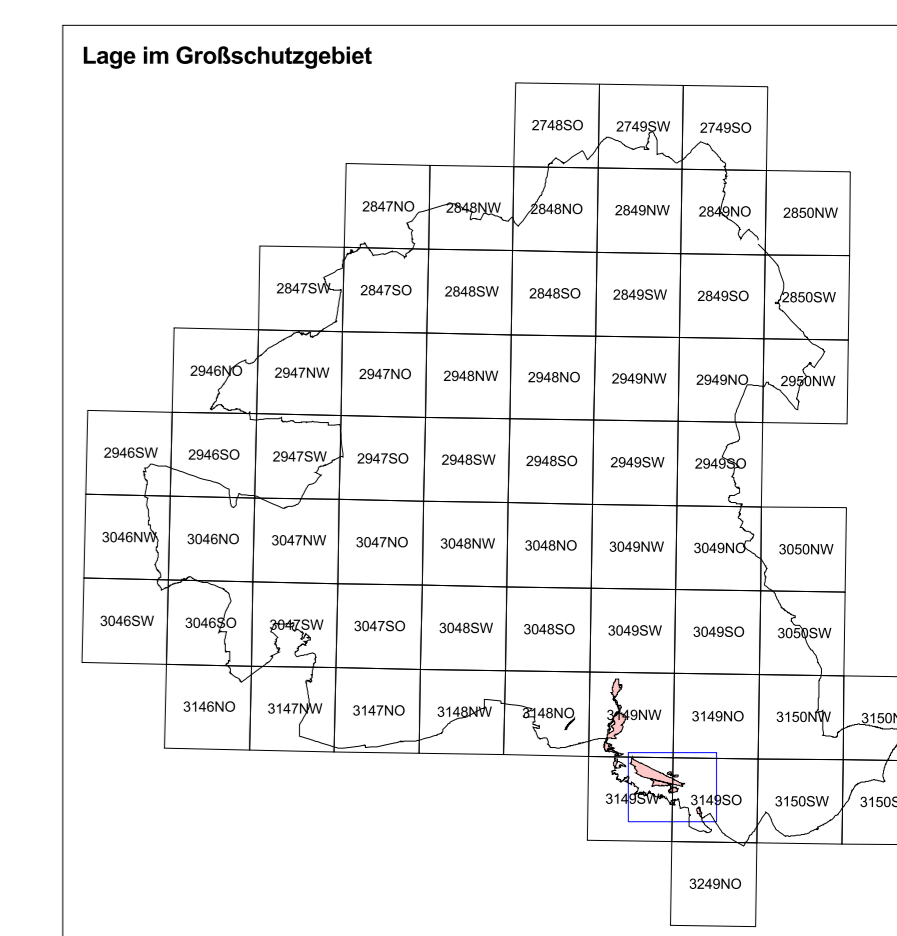 Lage im Großschutzgebiet
2748SO 2749SW 2749SO
2847NO 2848NW 2848NO 2849NW 2849NO 2850NW
2847SW 2847SO 2848SW 2848SO 2849SW 2849SO 2850SW
2946NO 2947NW 2947NO 2948NW 2948NO 2949NW 2949NO 2950NW
2946SW 2946SO 2947SW 2947SO 2948SW 2948SO 2949SW 2949SO
3046NW 3046NO 3047NW 3047NO 3048NW 3048NO 3049NW 3049NO 3050NW
3046SW 3046SO 3047SW 3047SO 3048SW 3048SO 3049SW 3049SO 3050SW
3146NO 3147NW 3147NO 3148NW 3148NO 3149NW 3149NO 3150NW 3150N
3149SW 3149SO 3150SW 3150S
3249NO